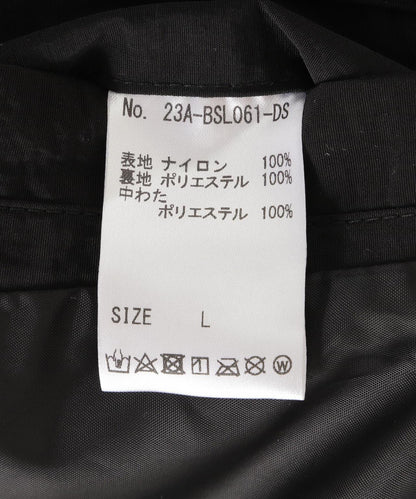 No. 23A-BSL061-DS
表地 ナイロン 100%
裏地 ポリエステル 100%
中わた
ポリエステル 100%
SIZE L